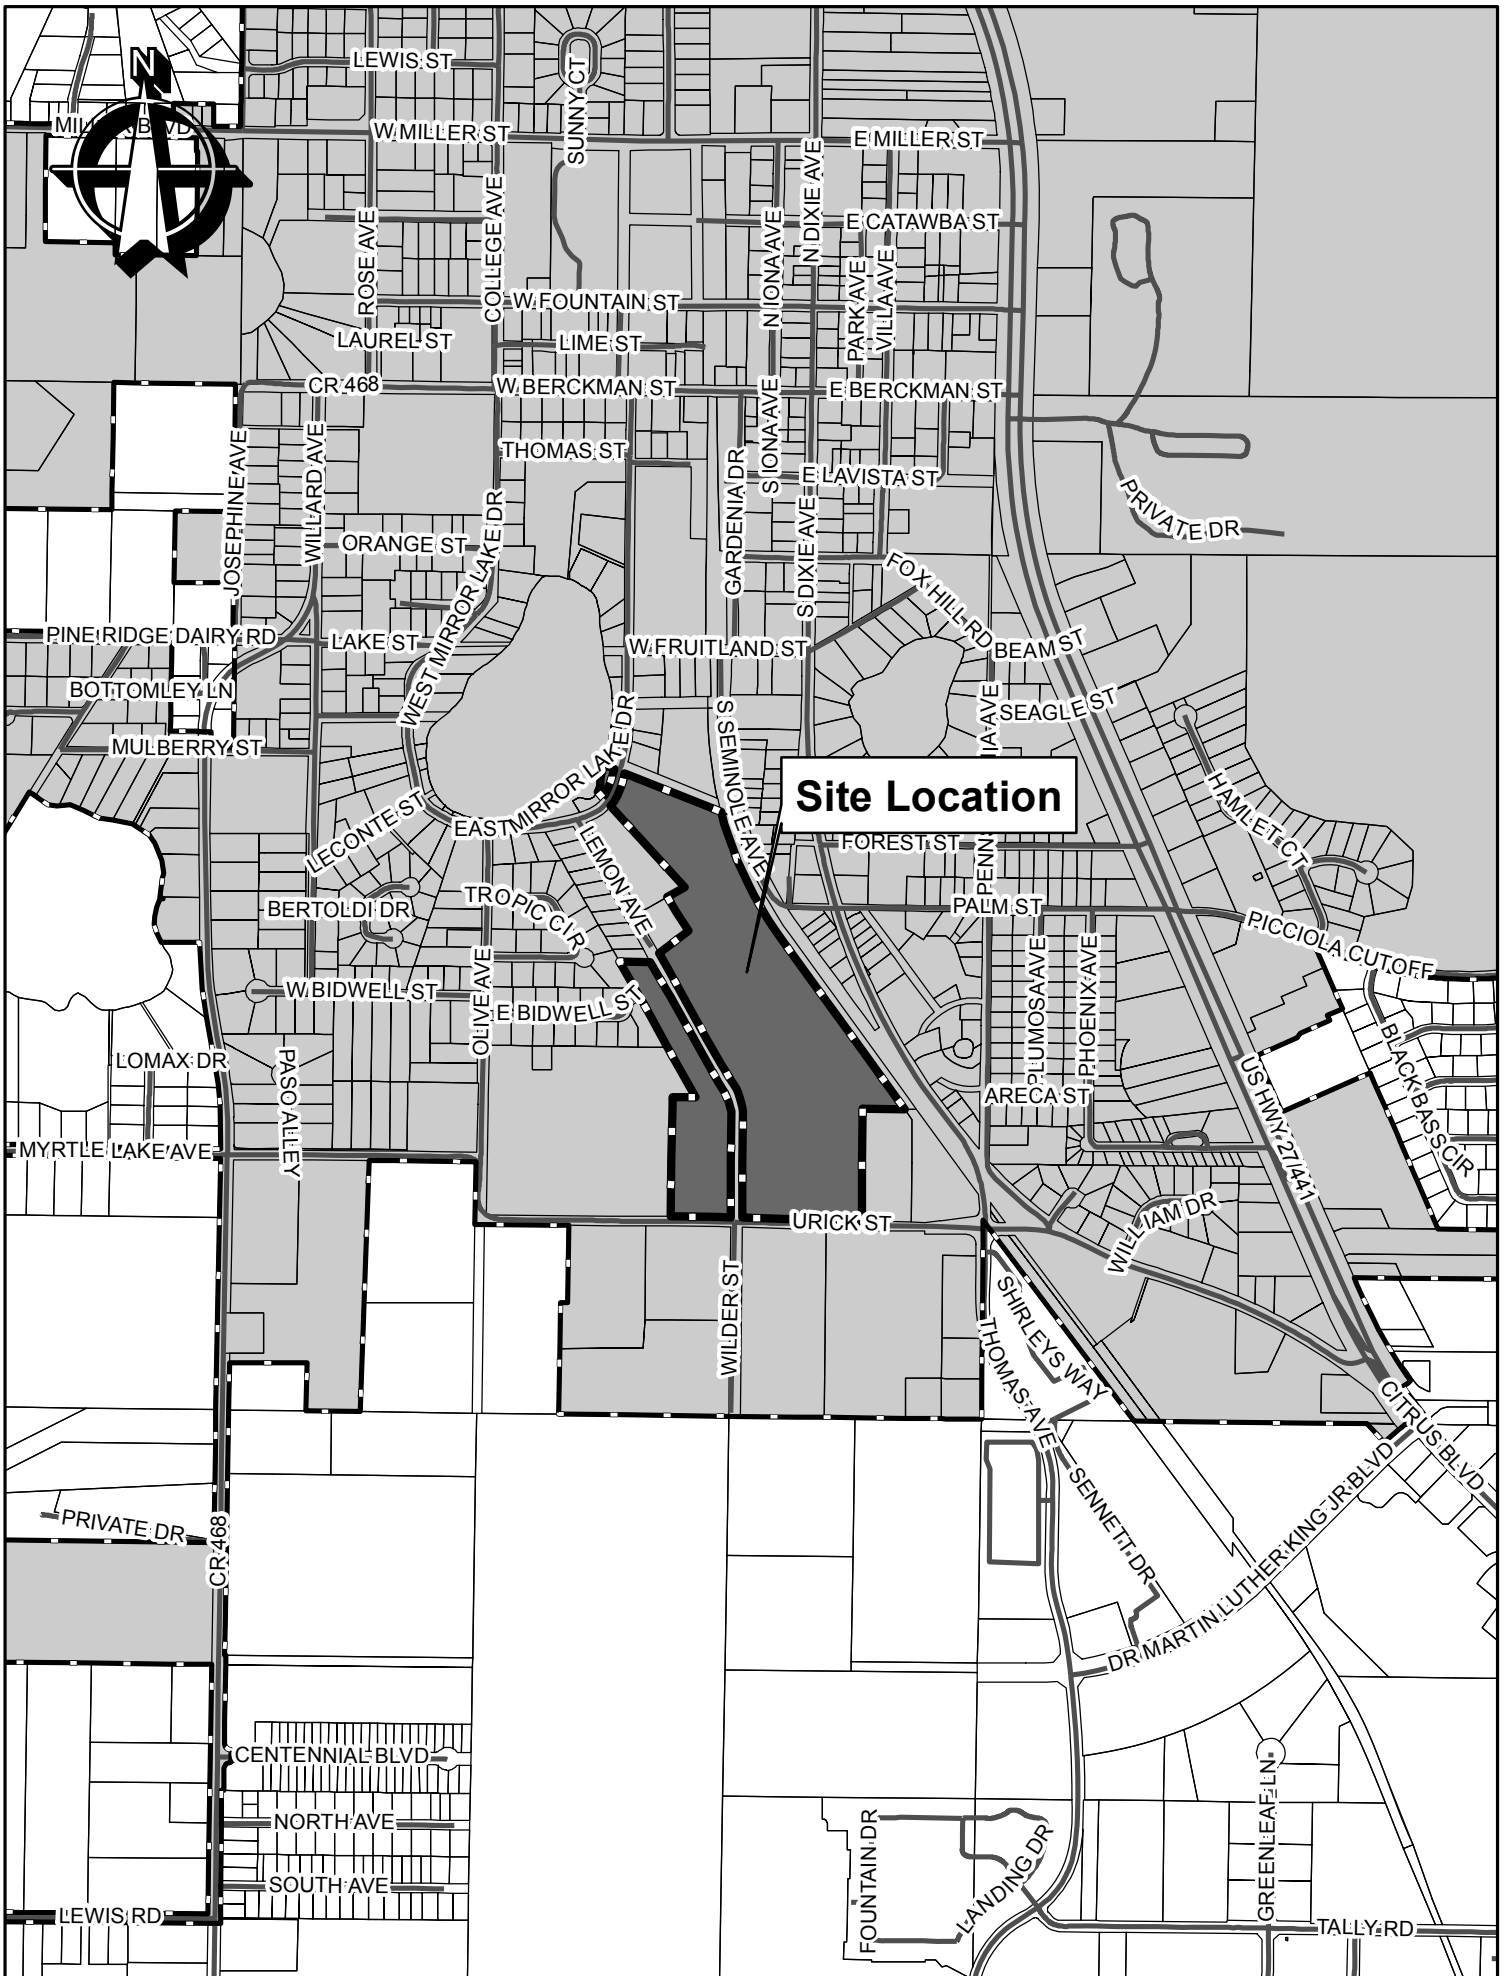 N
LEWIS ST
SUNNY CT
W MILLER ST
E MILLER ST
N DIXIE AVE
COLLEGE AVE
E CATAWBA ST
ROSE AVE
N IONA AVE
PARK AVE
VILLA AVE
W FOUNTAIN ST
LAUREL ST
LIME ST
CR 468
W BERCKMAN ST
E BERCKMAN ST
JOSEPHINE AVE
WILLARD AVE
THOMAS ST
S IONA AVE
GARDENIA DR
E LAVISTA ST
PRIVATE DR
S DIXIE AVE
ORANGE ST
WEST MIRROR LAKE DR
FOX HILL RD
PINE RIDGE DAIRY RD
LAKE ST
W FRUITLAND ST
BEAM ST
BOTTOMLEY LN
SEAGLE ST
MULBERRY ST
S SEMINOLE AVE
EAST MIRROR LAKE DR
Site Location
HAMLET CT
LECONTE ST
FOREST ST
LEMON AVE
BERTOLDI DR
TROPIC CIR
PALM ST
PICCIOLA CUTOFF
W BIDWELL ST
OLIVE AVE
E BIDWELL ST
PLUMOSA AVE
PHOENIX AVE
LOMAX DR
PASO ALLEY
ARECA ST
US HWY 27/441
BLACK BASS CIR
MYRTLE LAKE AVE
URICK ST
WILLIAM DR
WILDER ST
SHIRLEYS WAY
THOMAS AVE
CITRUS BLVD
SENNETT DR
DR MARTIN LUTHER KING JR BLVD
PRIVATE DR
CR 468
CENTENNIAL BLVD
NORTH AVE
SOUTH AVE
LEWIS RD
FOUNTAIN DR
LANDING DR
GREENLEAF LN
TALLY RD